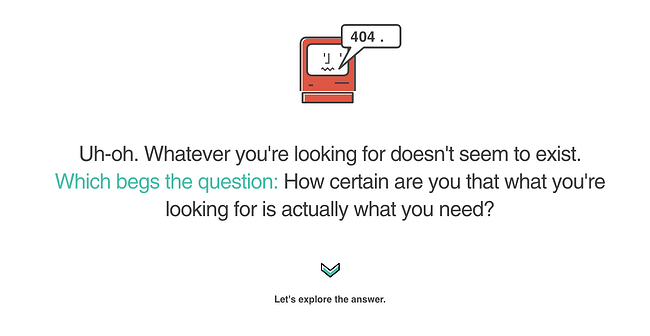 404 .
Uh-oh. Whatever you're looking for doesn't seem to exist.
Which begs the question: How certain are you that what you're
looking for is actually what you need?
Let's explore the answer.